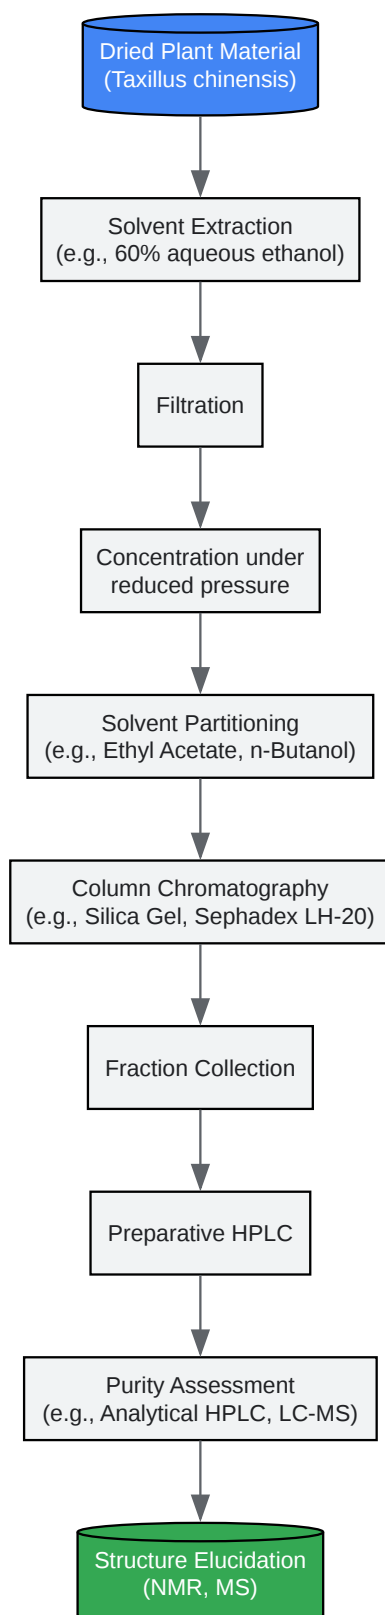 Dried Plant Material
(Taxillus chinensis)
Solvent Extraction
(e.g., 60% aqueous ethanol)
Filtration
Concentration under
reduced pressure
Solvent Partitioning
(e.g., Ethyl Acetate, n-Butanol)
Column Chromatography
(e.g., Silica Gel, Sephadex LH-20)
Fraction Collection
Preparative HPLC
Purity Assessment
(e.g., Analytical HPLC, LC-MS)
Structure Elucidation
(NMR, MS)